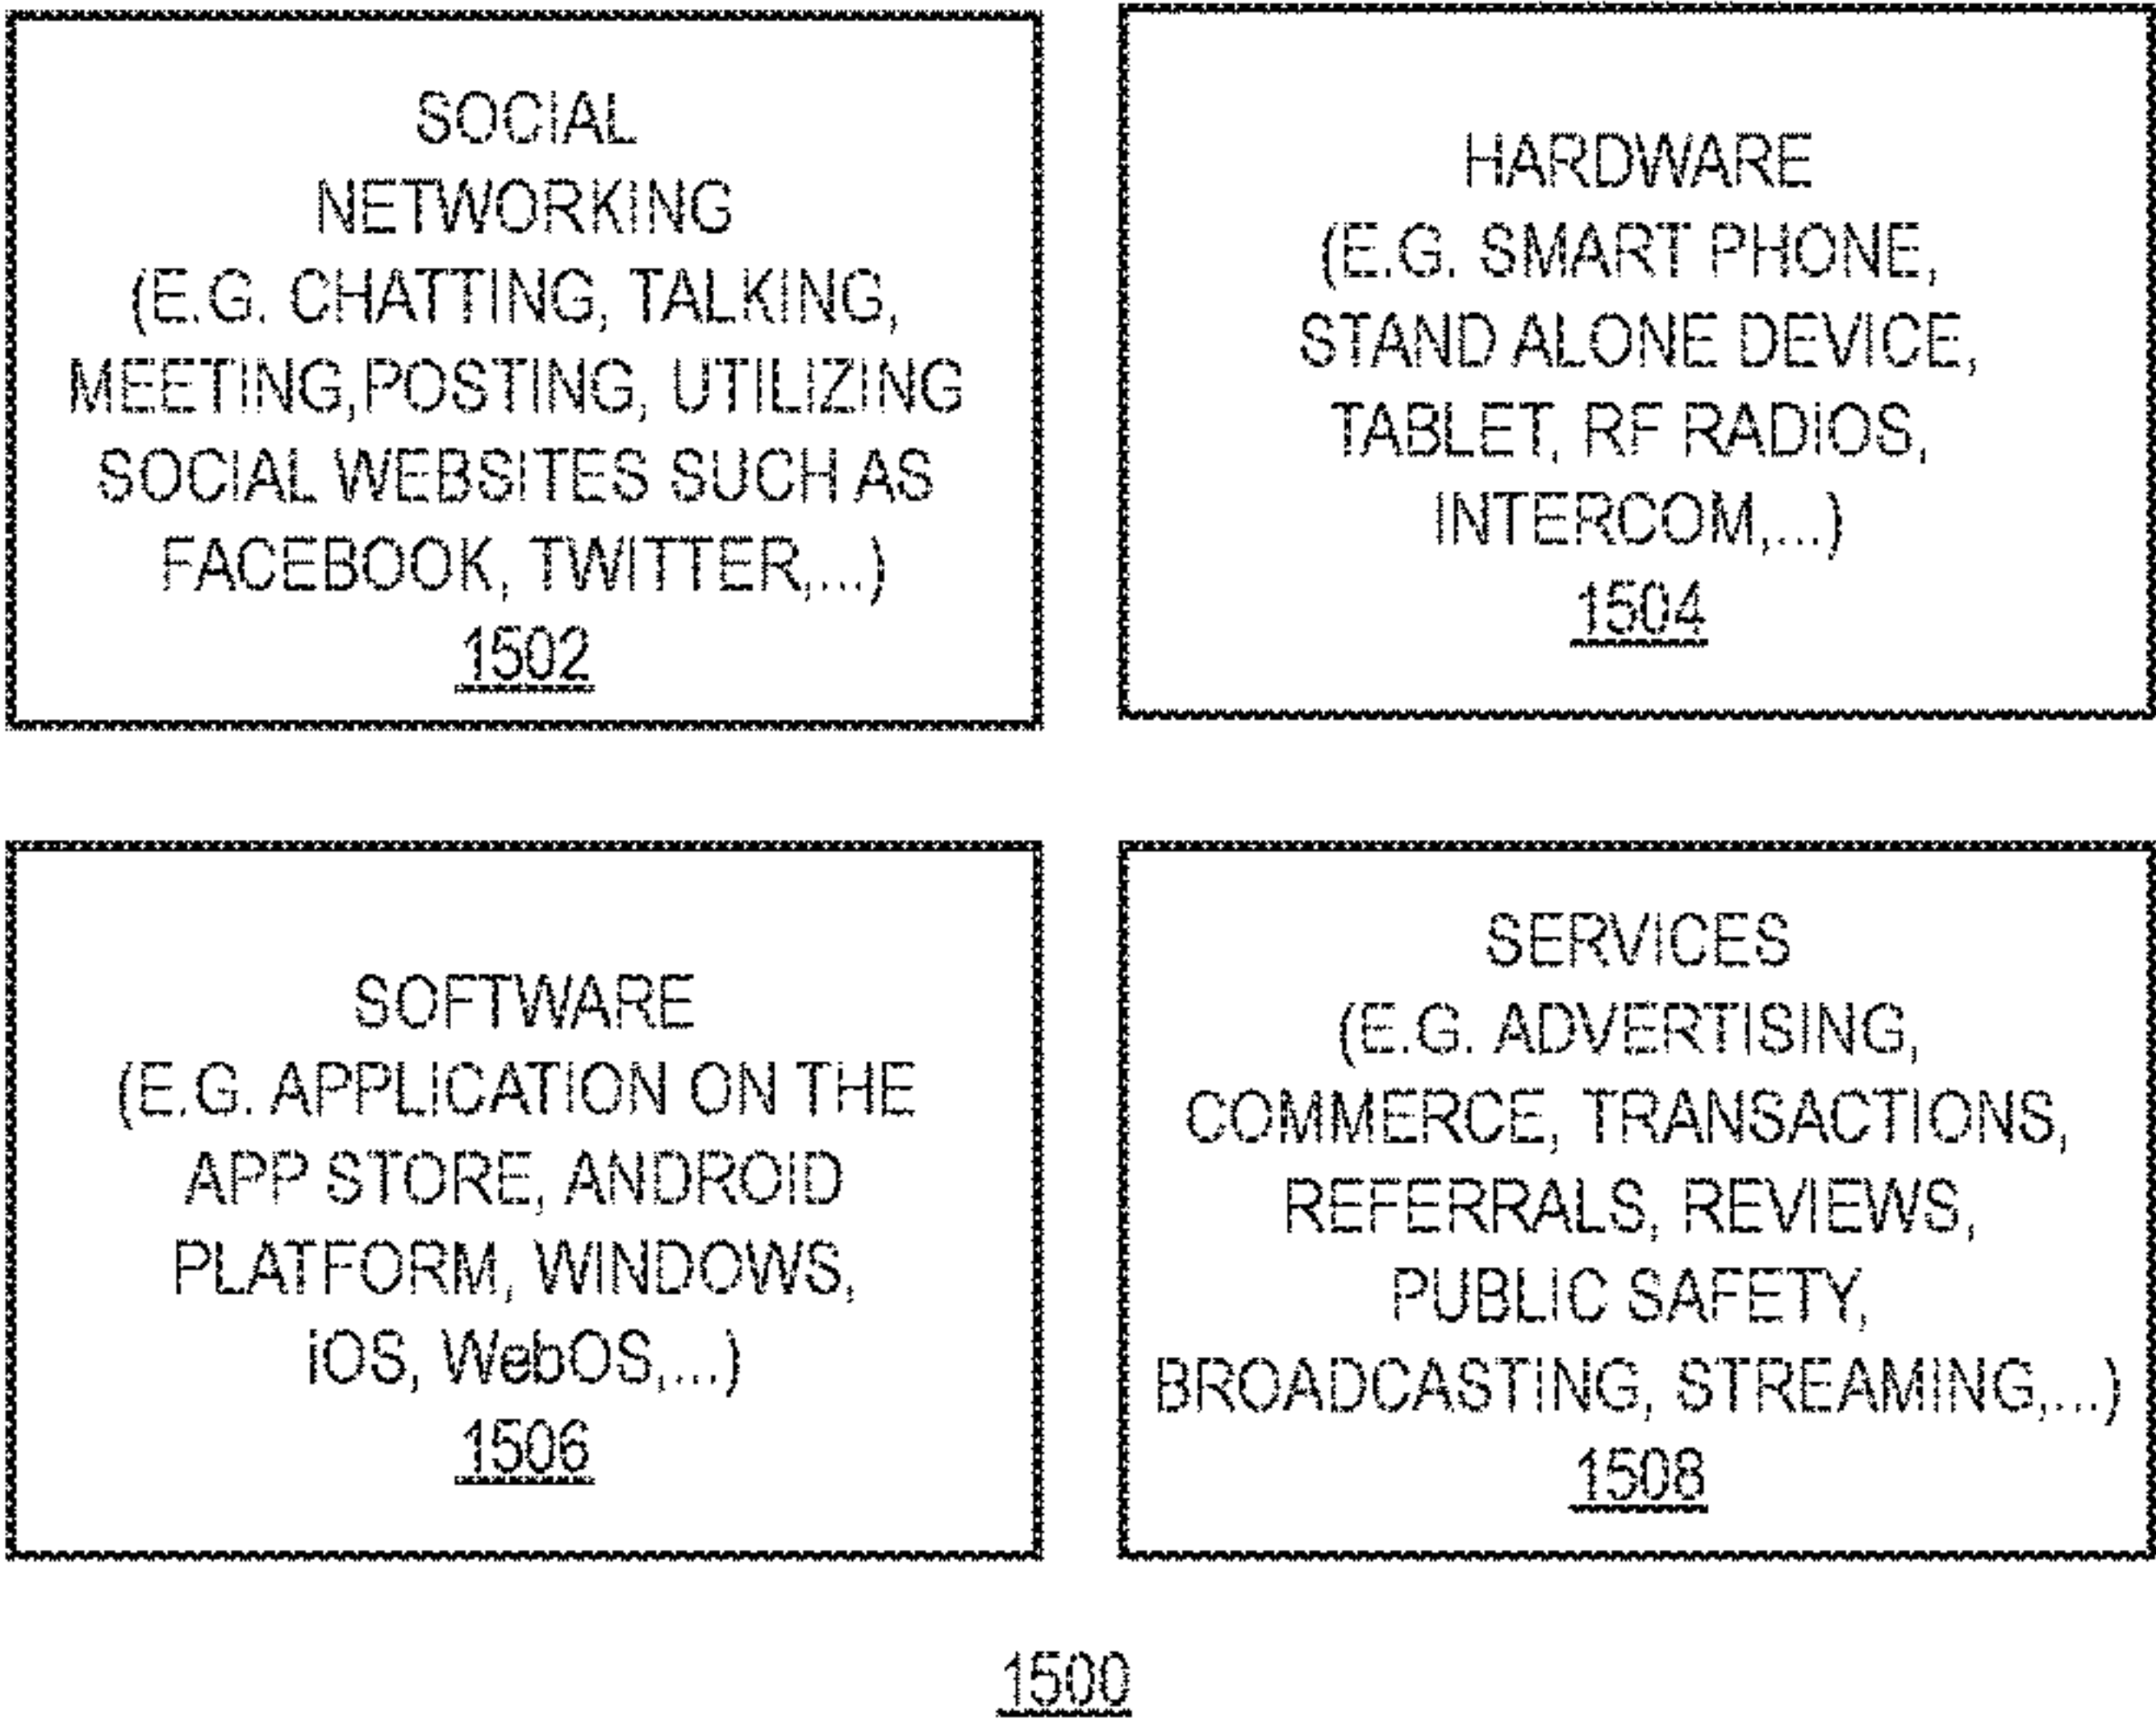 SOCIAL
NETWORKING
(E.G. CHATTING, TALKING,
MEETING,POSTING, UTILIZING
SOCIAL WEBSITES SUCH AS
FACEBOOK, TWITTER,...)
1502
HARDWARE
(E.G. SMART PHONE,
STAND ALONE DEVICE,
TABLET, RF RADIOS,
INTERCOM,...)
1504
SOFTWARE
(E.G. APPLICATION ON THE
APP STORE, ANDROID
PLATFORM, WINDOWS,
iOS, WebOS,...)
1506
SERVICES
(E.G. ADVERTISING,
COMMERCE, TRANSACTIONS,
REFERRALS, REVIEWS,
PUBLIC SAFETY,
BROADCASTING, STREAMING,...)
1508
1500